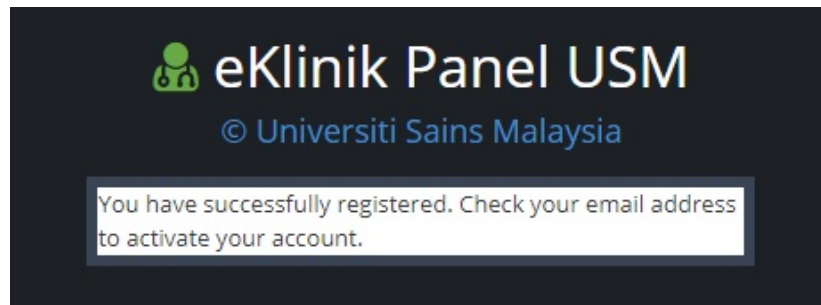 eKlinik Panel USM
© Universiti Sains Malaysia
You have successfully registered. Check your email address
to activate your account.